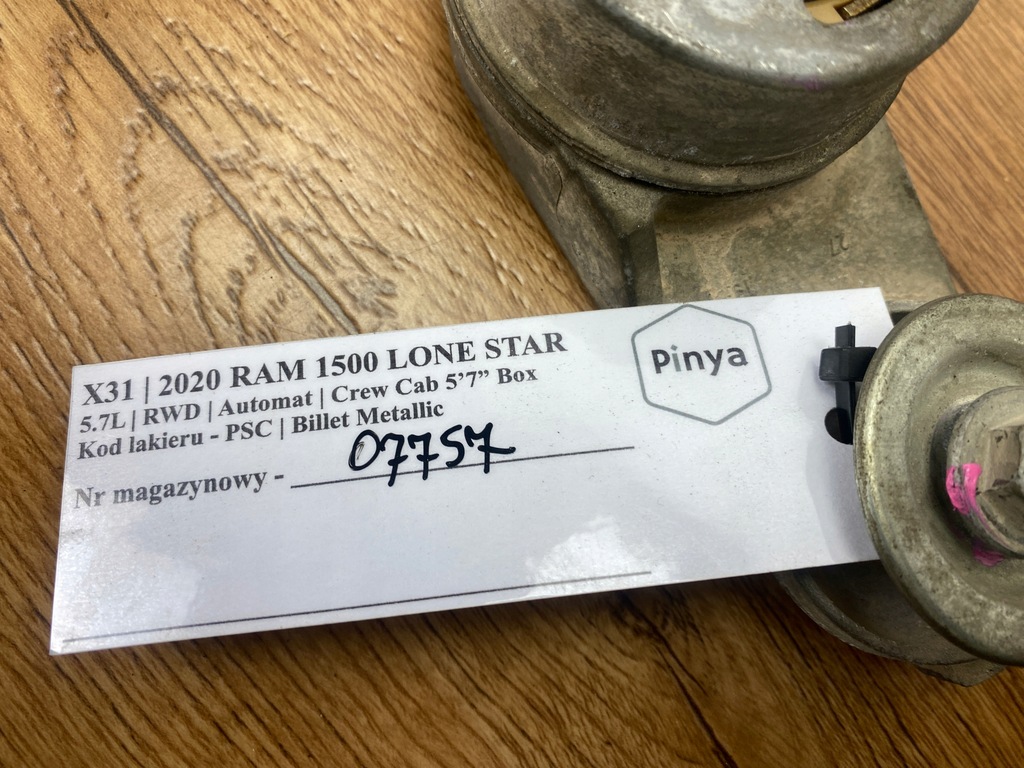 X31 | 2020 RAM 1500 LONE STAR
5.7L | RWD | Automat | Crew Cab 5’7” Box
Kod lakieru - PSC | Billet Metallic
Nr magazynowy - 07757
Pinya